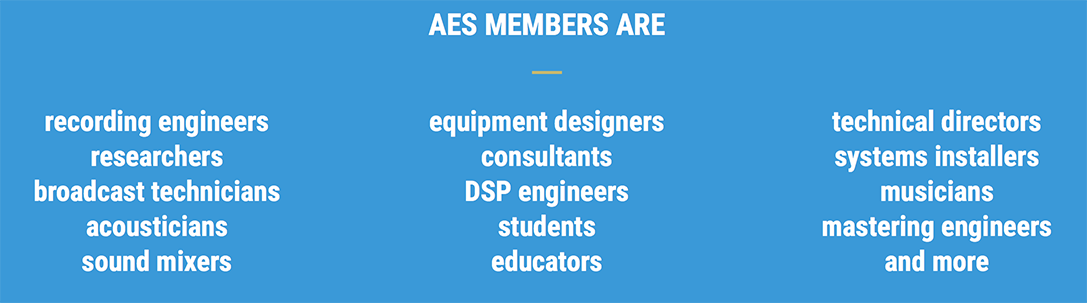 AES MEMBERS ARE
recording engineers
researchers
broadcast technicians
acousticians
sound mixers
equipment designers
consultants
DSP engineers
students
educators
technical directors
systems installers
musicians
mastering engineers
and more